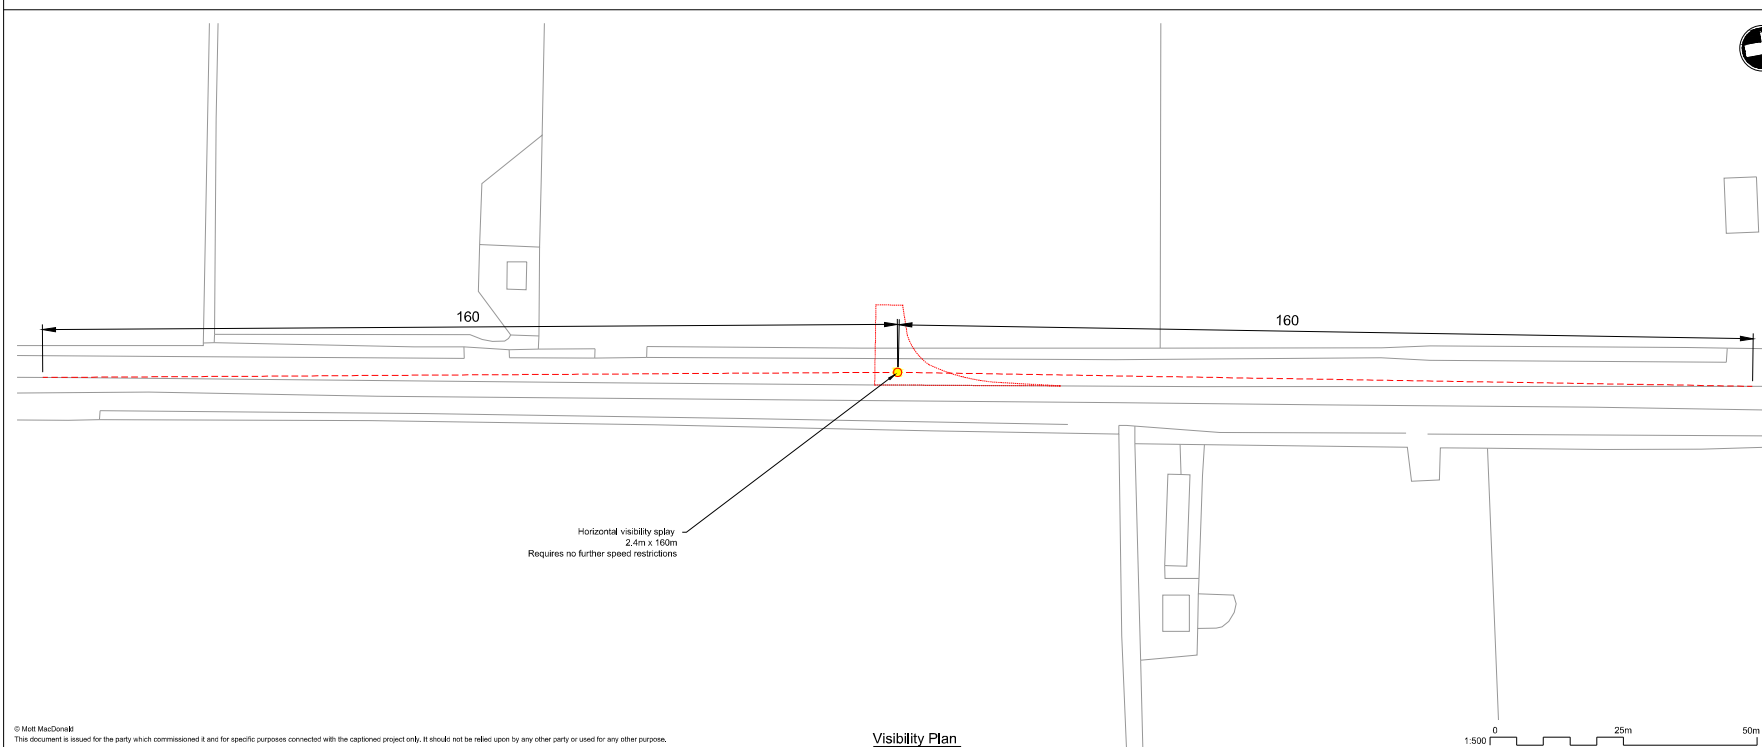 160
160
Horizontal visibility splay
2.4m x 160m
Requires no further speed restrictions
© Mott MacDonald
This document is issued for the party which commissioned it and for specific purposes connected with the captioned project only. It should not be relied upon by any other party or used for any other purpose.
Visibility Plan
0 25m 50m
1:500